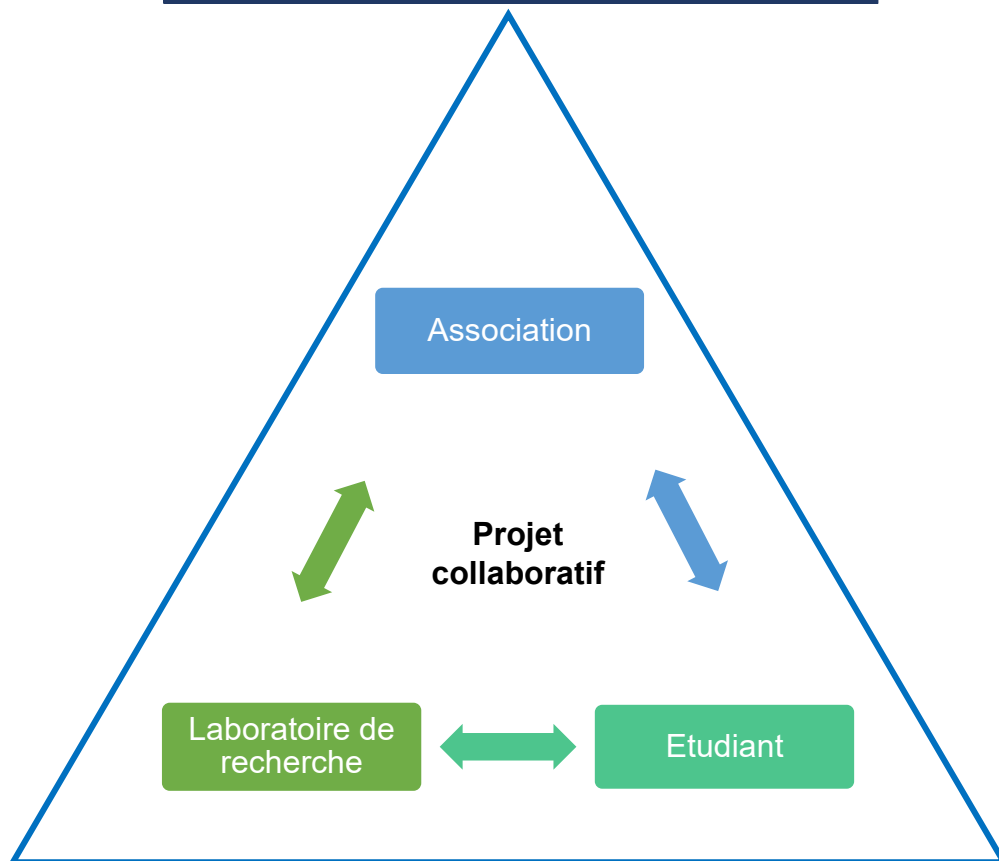 Association
Projet
collaboratif
Laboratoire de
recherche
Etudiant